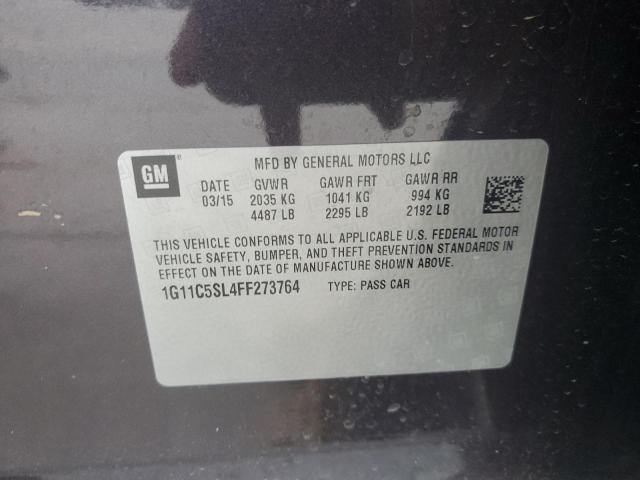 GM
MFD BY GENERAL MOTORS LLC
DATE GVWR GAWR FRT GAWR RR
03/15 2035 KG 1041 KG 994 KG
4487 LB 2295 LB 2192 LB
THIS VEHICLE CONFORMS TO ALL APPLICABLE U.S. FEDERAL MOTOR
VEHICLE SAFETY, BUMPER, AND THEFT PREVENTION STANDARDS IN
EFFECT ON THE DATE OF MANUFACTURE SHOWN ABOVE.
1G11C5SL4FF273764 TYPE: PASS CAR